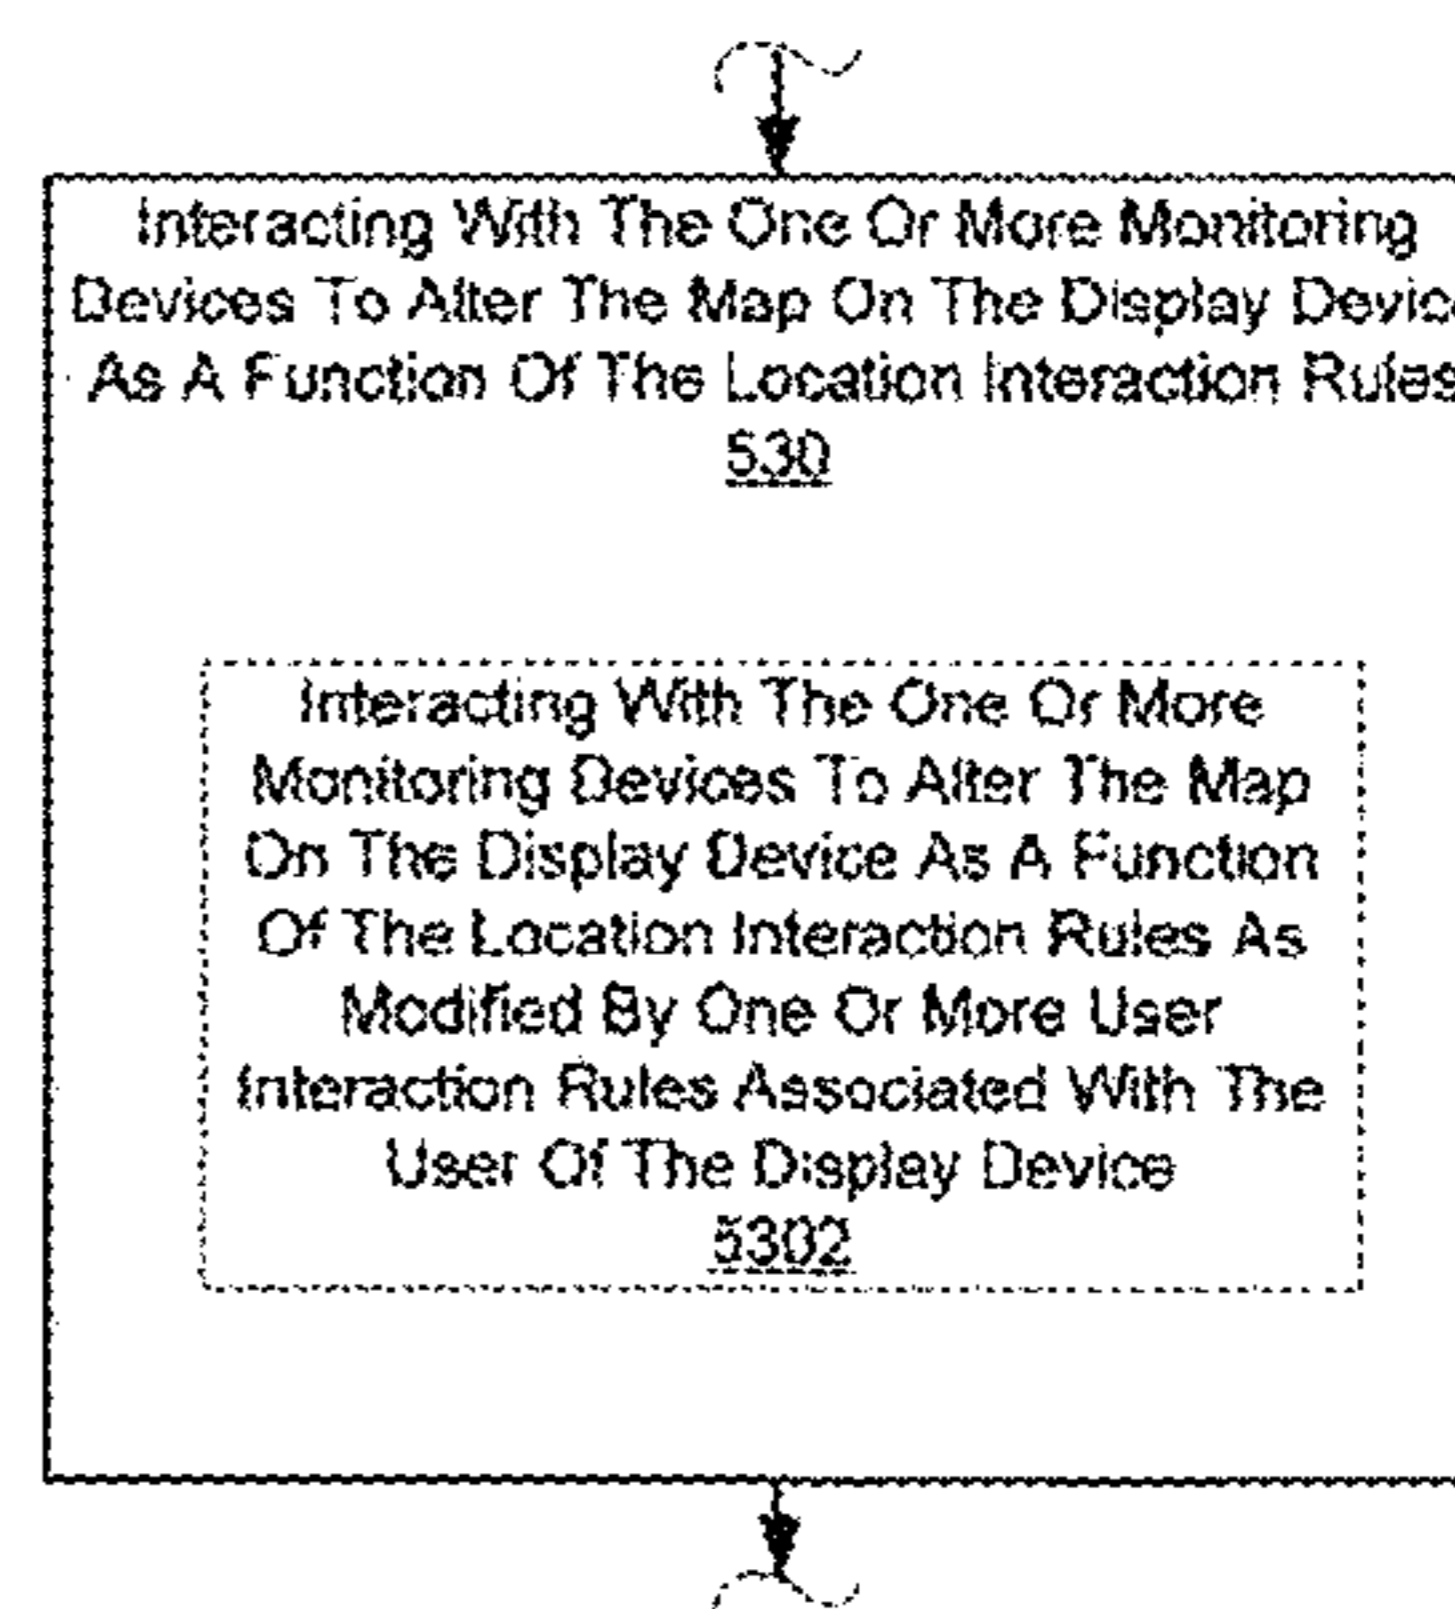 Interacting With The One Or More Monitoring
Devices To Alter The Map On The Display Devic
As A Function Of The Location Interaction Rules
530
Interacting With The One Or More
Monitoring Devices To Alter The Map
On The Display Device As A Function
Of The Location Interaction Rules As
Modified By One Or More User
Interaction Rules Associated With The
User Of The Display Device
5302